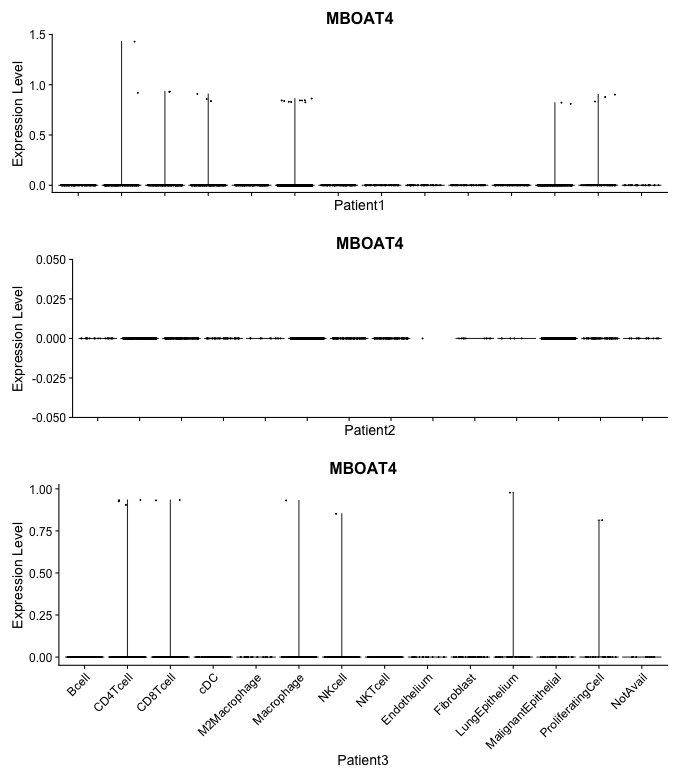 MBOAT4
Expression Level
1.5
1.0
0.5
0.0
Patient1
MBOAT4
Expression Level
0.050
0.025
0.000
-0.025
-0.050
Patient2
MBOAT4
Expression Level
1.00
0.75
0.50
0.25
0.00
Bcell
CD4Tcell
CD8Tcell
cDC
M2Macrophage
Macrophage
NKcell
NKTcell
Endothelium
Fibroblast
LungEpithelium
MalignantEpithelial
ProliferatingCell
NotAvail
Patient3